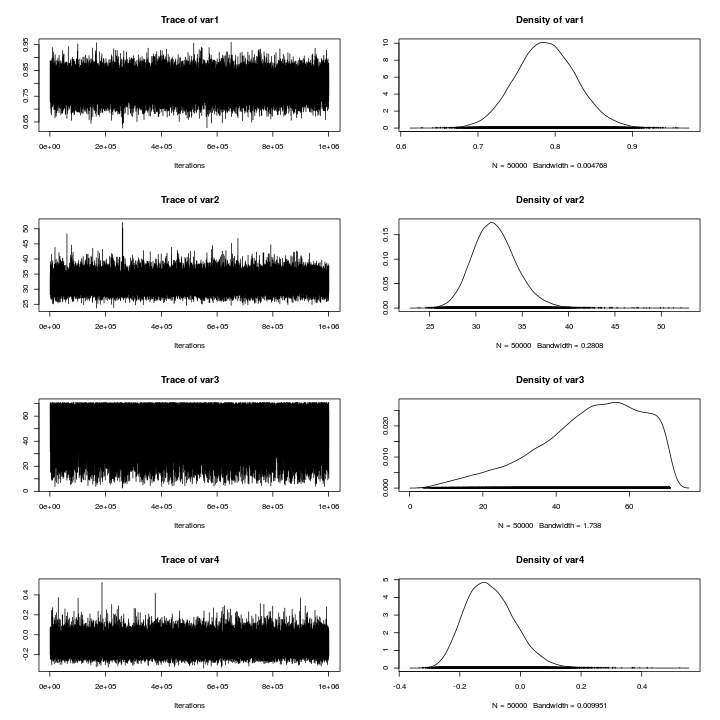 Trace of var1
0.65 0.75 0.85 0.95
0e+00 2e+05 4e+05 6e+05 8e+05 1e+06
Iterations
Density of var1
0 2 4 6 8 10
0.6 0.7 0.8 0.9
N = 50000 Bandwidth = 0.004768
Trace of var2
25 30 35 40 45 50
0e+00 2e+05 4e+05 6e+05 8e+05 1e+06
Iterations
Density of var2
0.00 0.05 0.10 0.15
25 30 35 40 45 50
N = 50000 Bandwidth = 0.2808
Trace of var3
0 20 40 60
0e+00 2e+05 4e+05 6e+05 8e+05 1e+06
Iterations
Density of var3
0.000 0.010 0.020
0 20 40 60
N = 50000 Bandwidth = 1.738
Trace of var4
-0.2 0.0 0.2 0.4
0e+00 2e+05 4e+05 6e+05 8e+05 1e+06
Iterations
Density of var4
0 1 2 3 4 5
-0.4 -0.2 0.0 0.2 0.4
N = 50000 Bandwidth = 0.009951